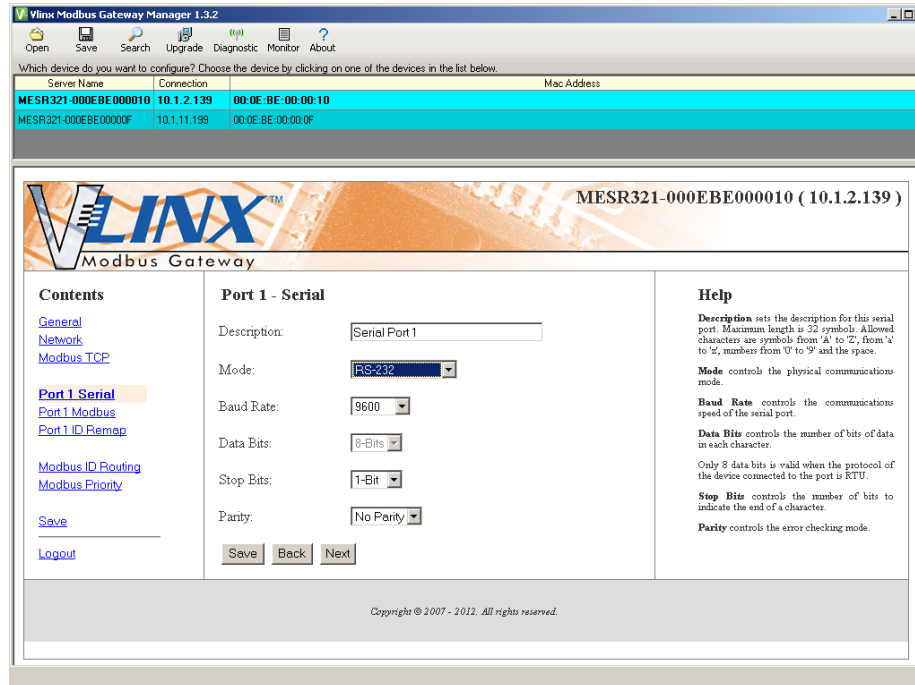 Vlinx Modbus Gateway Manager 1.3.2
Open Save Search Upgrade Diagnostic Monitor About
Which device do you want to configure? Choose the device by clicking on one of the devices in the list below.
Server Name Connection Mac Address
MESR321-000EBE000010 10.1.2.139 00:0E:BE:00:00:10
MESR321-000EBE00000F 10.1.11.199 00:0E:BE:00:00:0F
VLINX™
Modbus Gateway
MESR321-000EBE000010 ( 10.1.2.139 )
Contents
General
Network
Modbus TCP
Port 1 Serial
Port 1 Modbus
Port 1 ID Remap
Modbus ID Routing
Modbus Priority
Save
Logout
Port 1 - Serial
Description: Serial Port 1
Mode: RS-232
Baud Rate: 9600
Data Bits: 8-Bits
Stop Bits: 1-Bit
Parity: No Parity
Save Back Next
Help
Description sets the description for this serial
port. Maximum length is 32 symbols. Allowed
characters are symbols from 'A' to 'Z', from 'a'
to 'z', numbers from '0' to '9' and the space.
Mode controls the physical communications
mode.
Baud Rate controls the communications
speed of the serial port.
Data Bits controls the number of bits of data
in each character.
Only 8 data bits is valid when the protocol of
the device connected to the port is RTU.
Stop Bits controls the number of bits to
indicate the end of a character.
Parity controls the error checking mode.
Copyright © 2007 - 2012. All rights reserved.